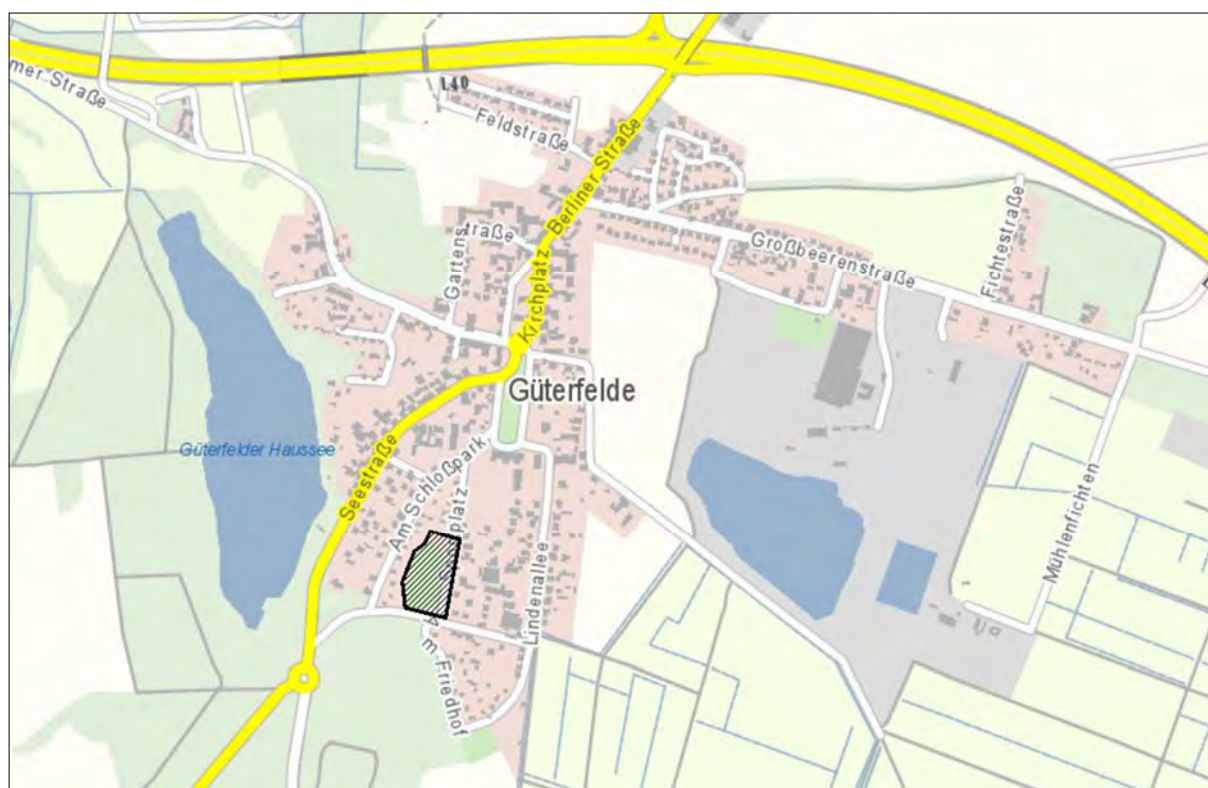 mer Straße
L40
Feldstraße
Berliner Straße
Gartenstraße
Kirchplatz
Großbeerenstraße
Fichtestraße
Güterfelde
Güterfelder Haussee
Seestraße
Am Schloßpark
platz
Lindenallee
Mühlenfichten
Am Friedhof